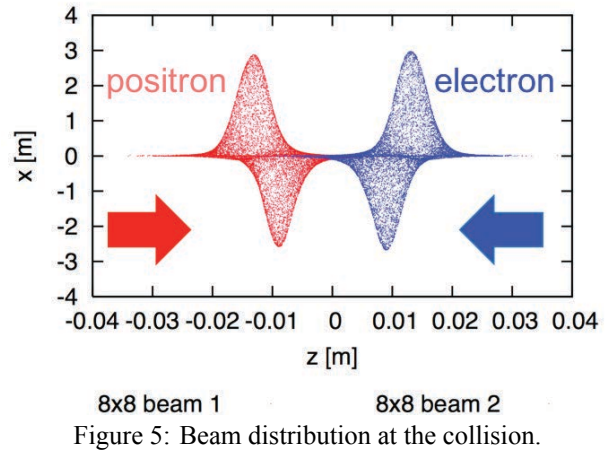 4
3
positron electron
2
1
x [m]
0
-1
-2
-3
-4
-0.04 -0.03 -0.02 -0.01 0 0.01 0.02 0.03 0.04
z [m]
8x8 beam 1 8x8 beam 2
Figure 5: Beam distribution at the collision.